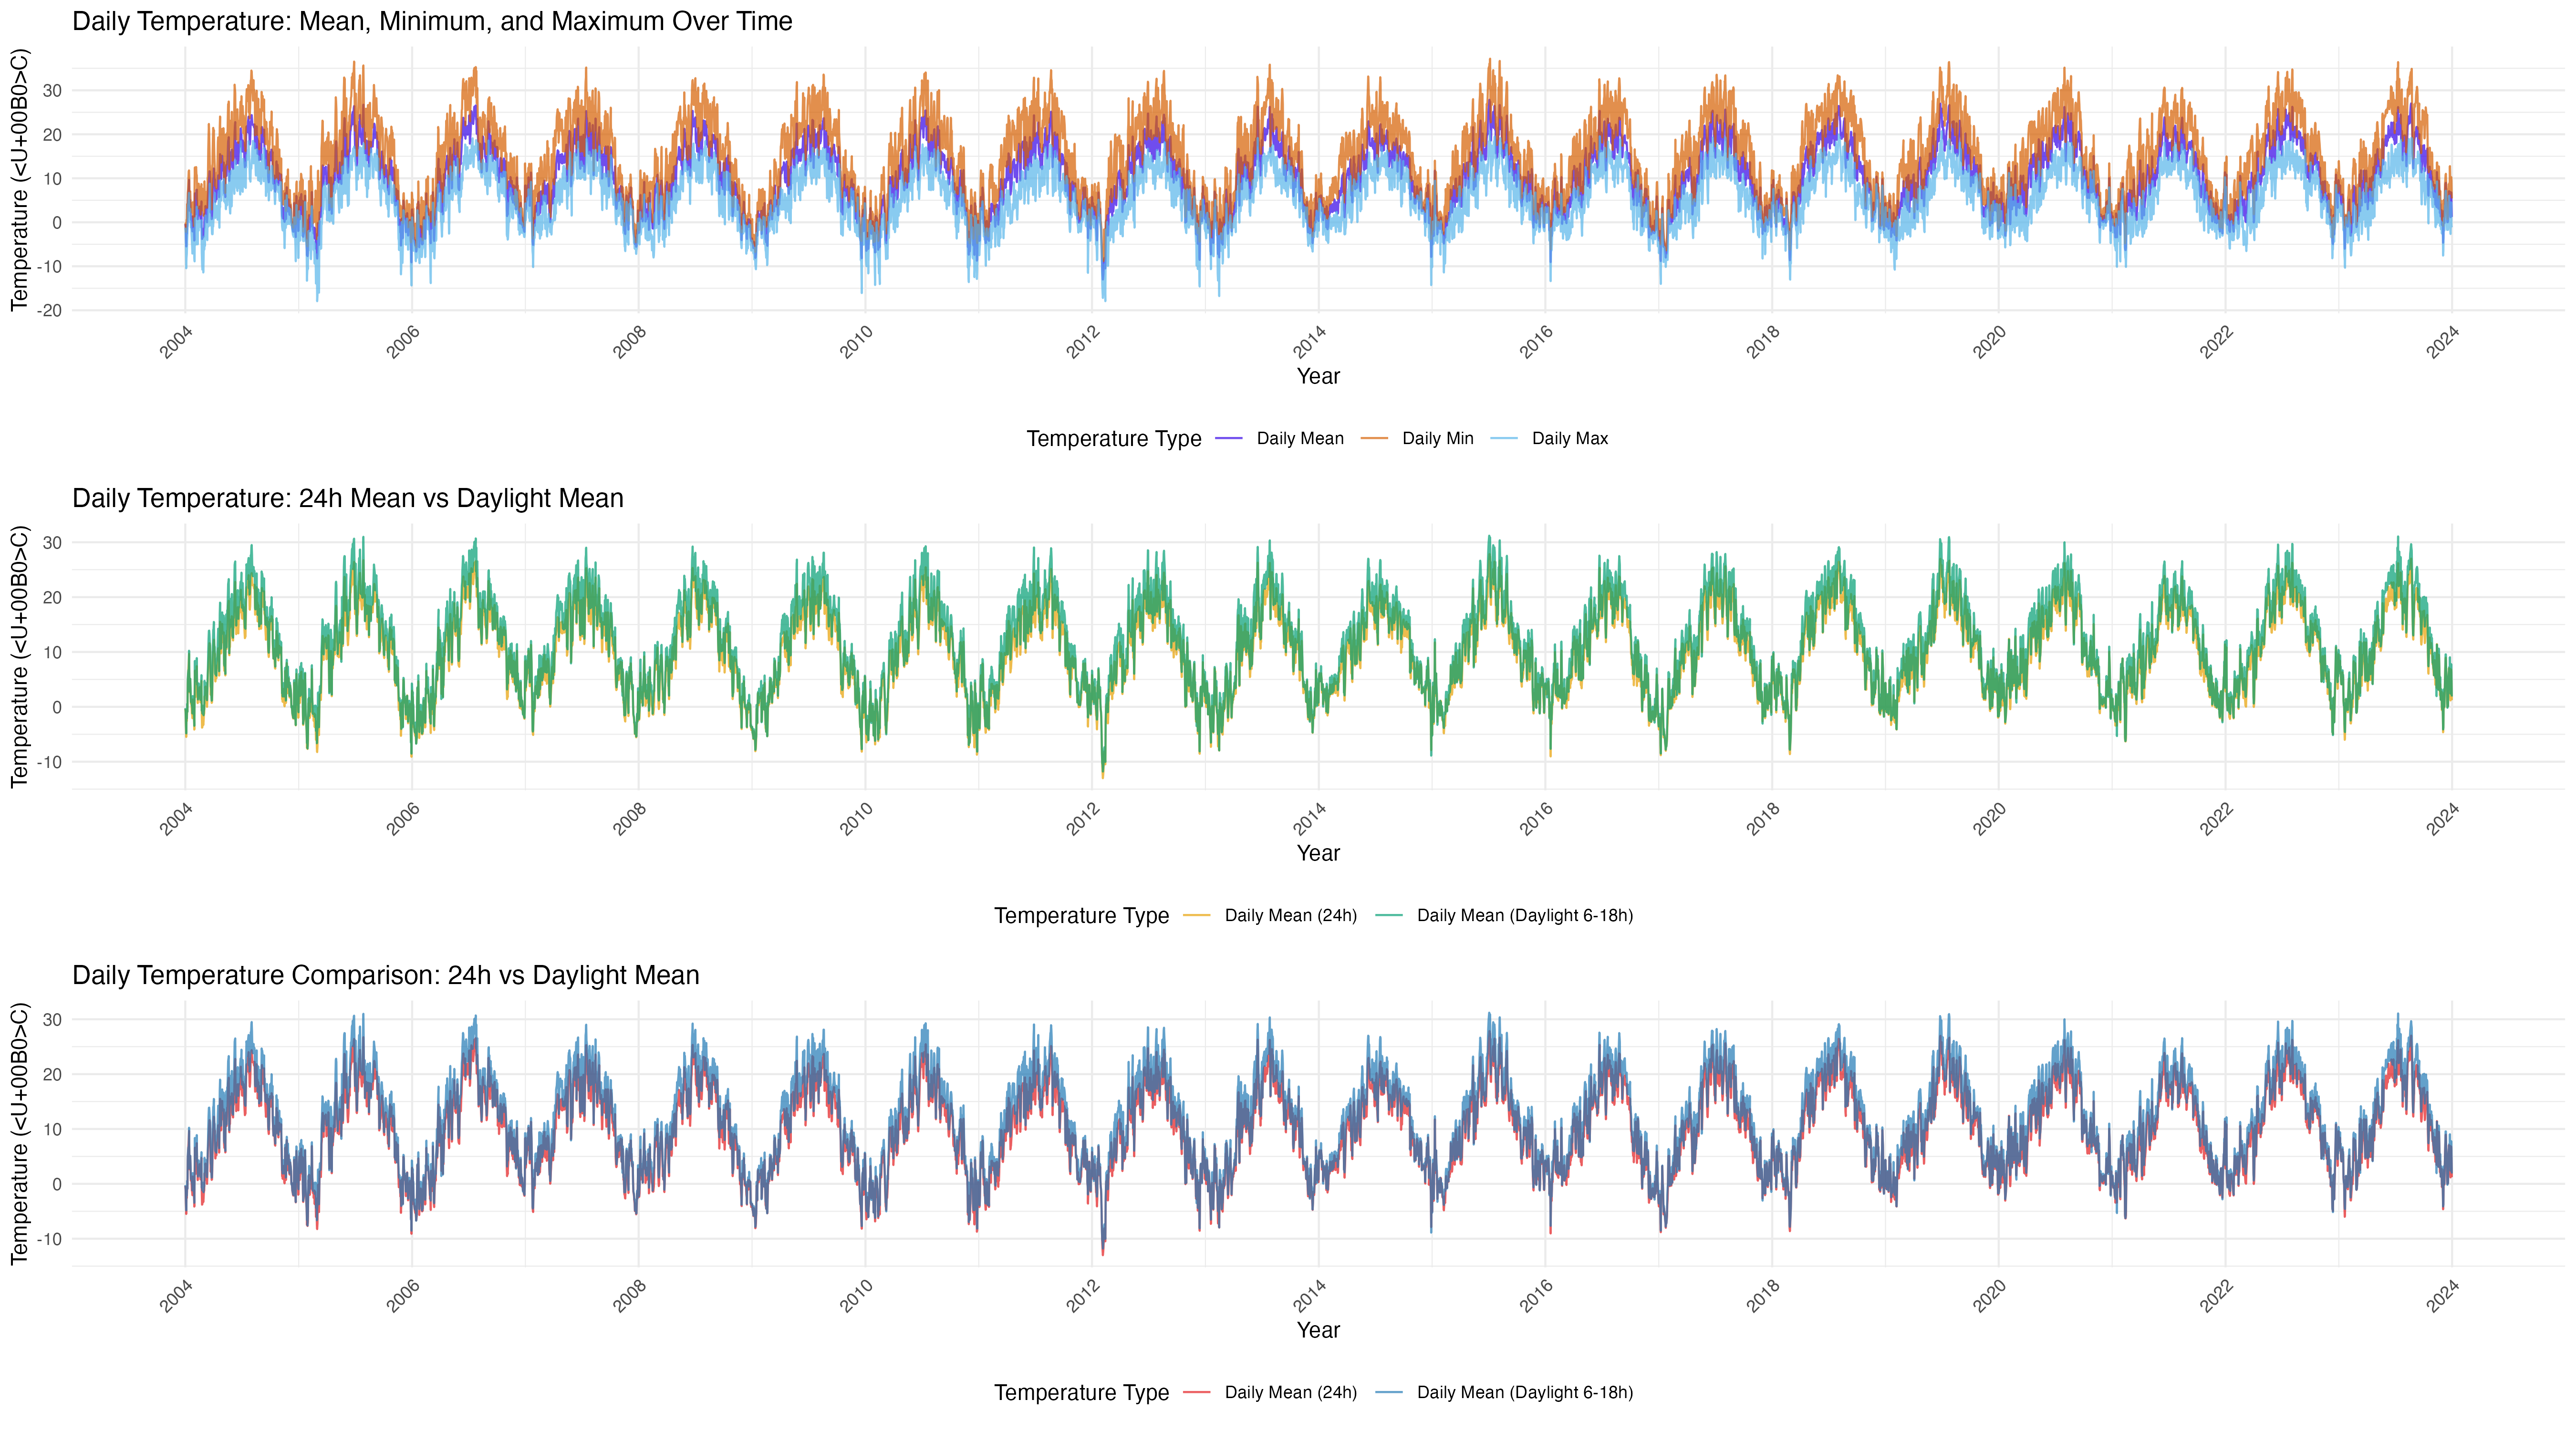 Daily Temperature: Mean, Minimum, and Maximum Over Time
Temperature (<U+00B0>C)
30
20
10
0
-10
-20
2004 2006 2008 2010 2012 2014 2016 2018 2020 2022 2024
Year
Temperature Type Daily Mean Daily Min Daily Max
Daily Temperature: 24h Mean vs Daylight Mean
Temperature (<U+00B0>C)
30
20
10
0
-10
2004 2006 2008 2010 2012 2014 2016 2018 2020 2022 2024
Year
Temperature Type Daily Mean (24h) Daily Mean (Daylight 6-18h)
Daily Temperature Comparison: 24h vs Daylight Mean
Temperature (<U+00B0>C)
30
20
10
0
-10
2004 2006 2008 2010 2012 2014 2016 2018 2020 2022 2024
Year
Temperature Type Daily Mean (24h) Daily Mean (Daylight 6-18h)